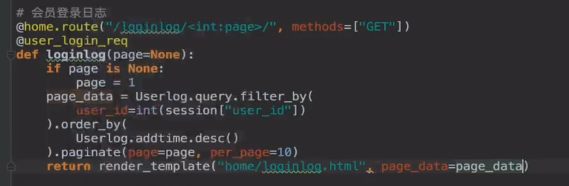 # 会员登录日志
@home.route("/loginlog/<int:page>/", methods=["GET"])
@user_login_req
def loginlog(page=None):
    if page is None:
        page = 1
    page_data = Userlog.query.filter_by(
        user_id=int(session["user_id"])
    ).order_by(
        Userlog.addtime.desc()
    ).paginate(page=page, per_page=10)
    return render_template("home/loginlog.html", page_data=page_data)